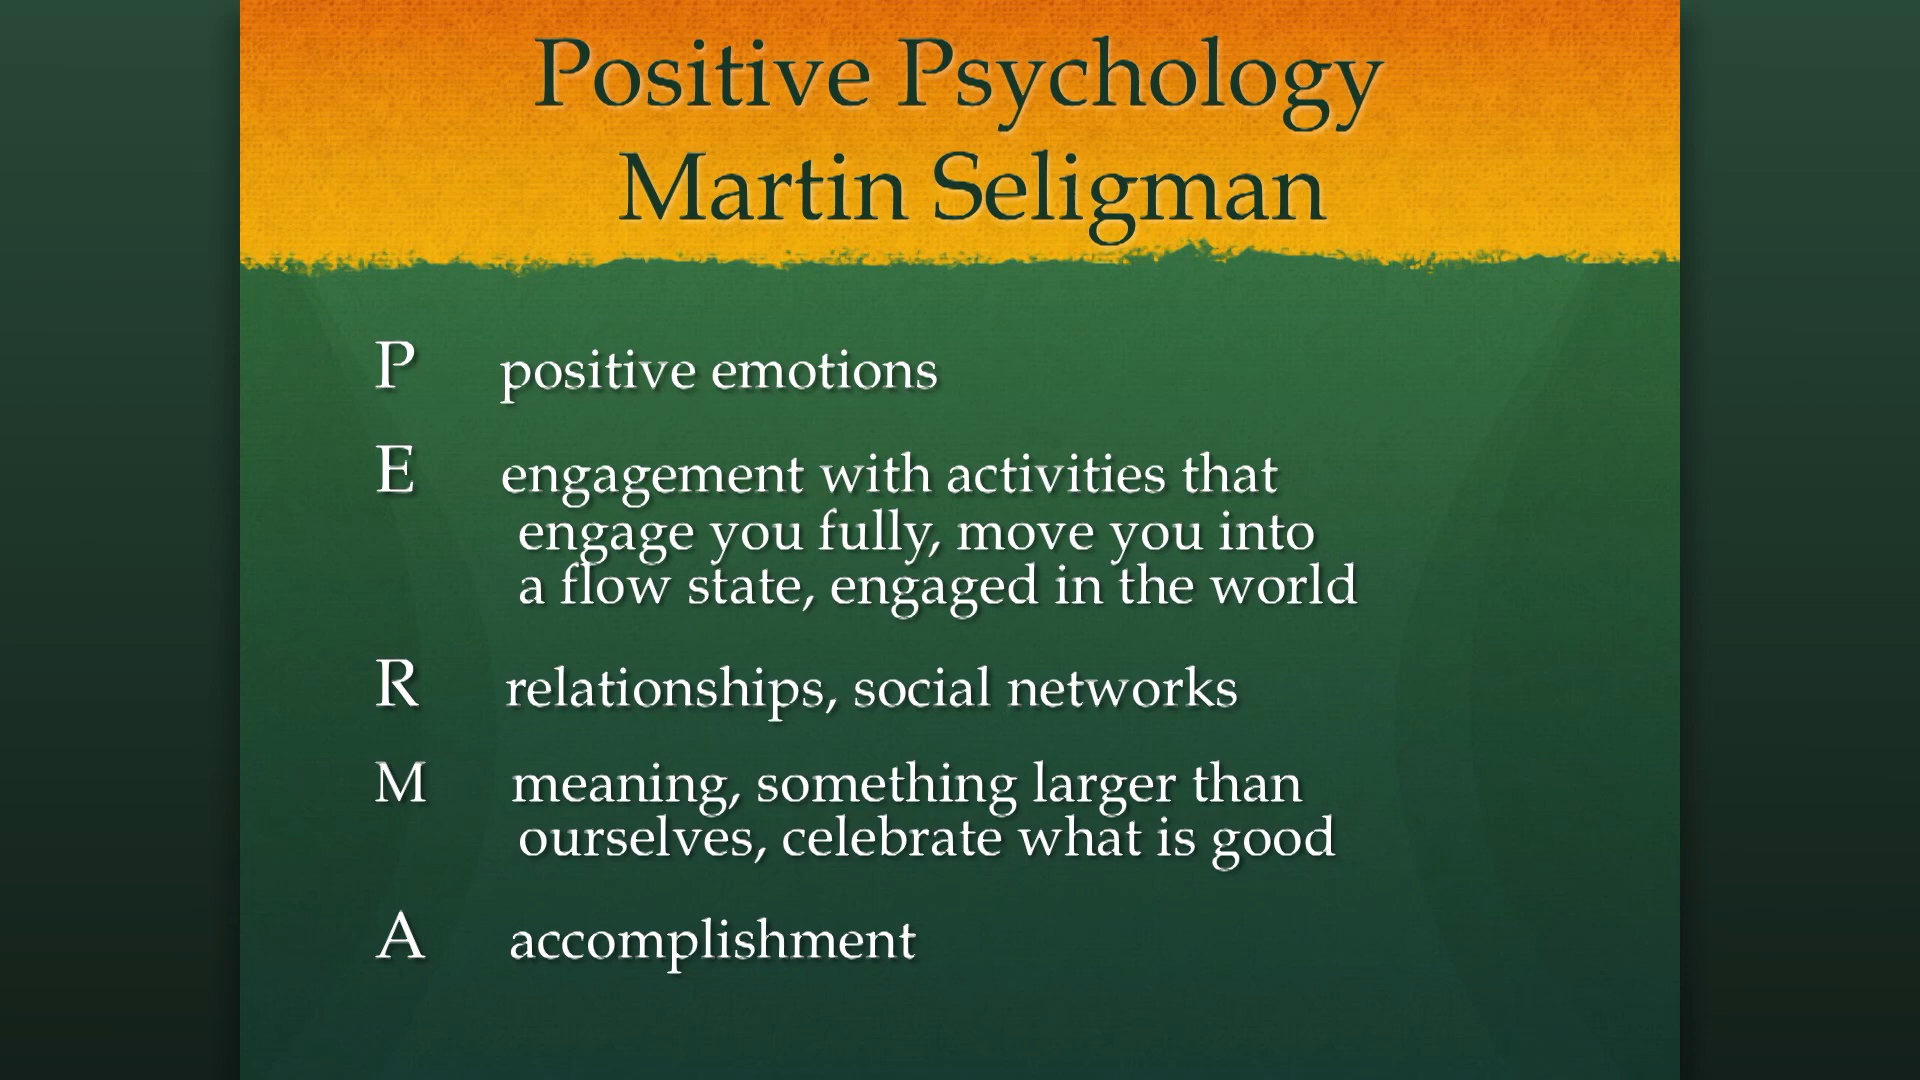 Positive Psychology
Martin Seligman
P positive emotions
E engagement with activities that
engage you fully, move you into
a flow state, engaged in the world
R relationships, social networks
M meaning, something larger than
ourselves, celebrate what is good
A accomplishment